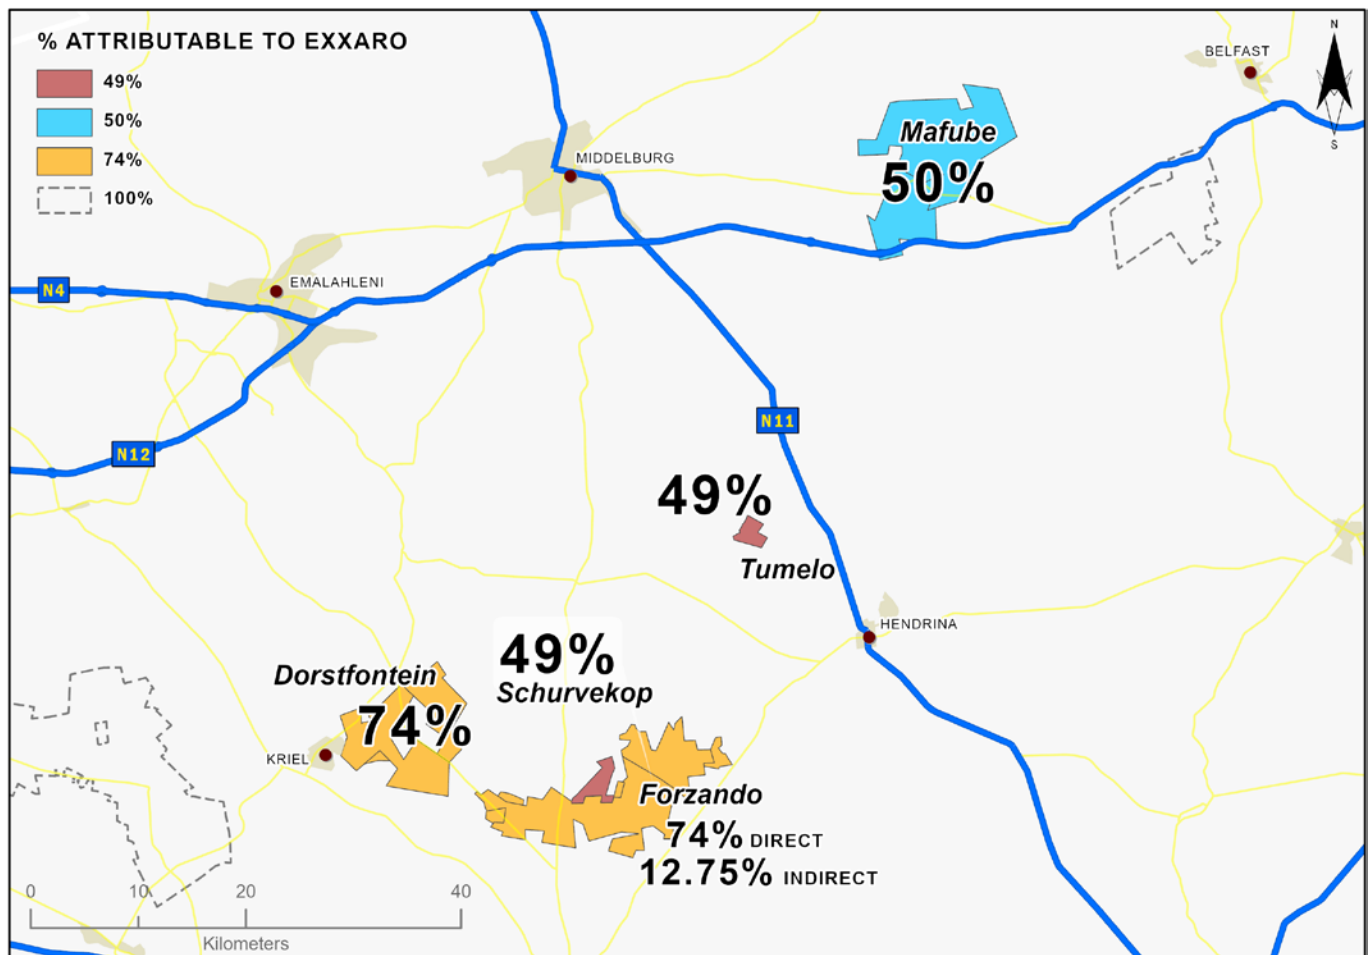 % ATTRIBUTABLE TO EXXARO
49%
50%
74%
100%
N
S
BELFAST
Mafube
50%
MIDDELBURG
EMALAHLENI
N4
N11
N12
49%
Tumelo
HENDRINA
49%
Schurvekop
Dorstfontein
74%
KRIEL
Forzando
74% DIRECT
12.75% INDIRECT
0 10 20 40
Kilometers